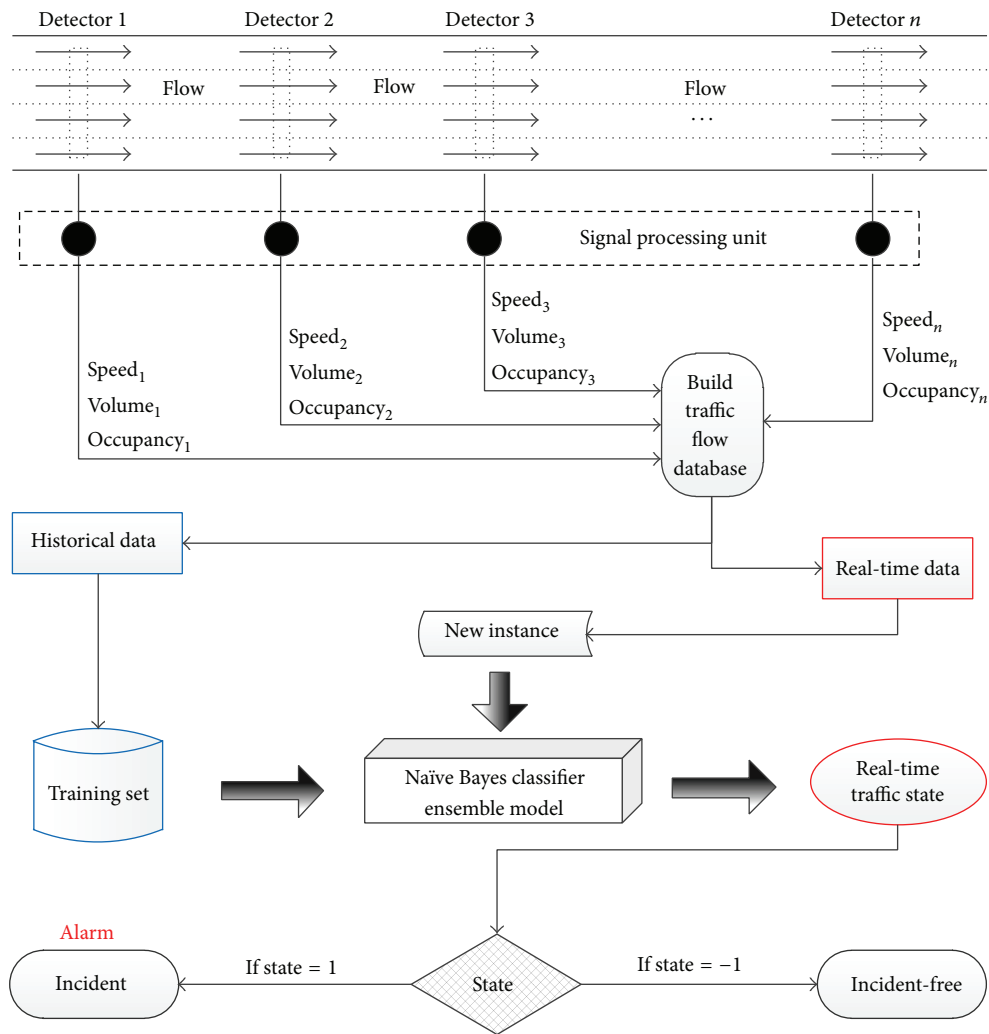 Detector 1
Detector 2
Detector 3
Detector n
Flow
Flow
Flow
...
Signal processing unit
Speed₁
Volume₁
Occupancy₁
Speed₂
Volume₂
Occupancy₂
Speed₃
Volume₃
Occupancy₃
Speedₙ
Volumeₙ
Occupancyₙ
Build
traffic
flow
database
Historical data
Real-time data
New instance
Training set
Naïve Bayes classifier
ensemble model
Real-time
traffic state
Alarm
Incident
If state = 1
State
If state = −1
Incident-free